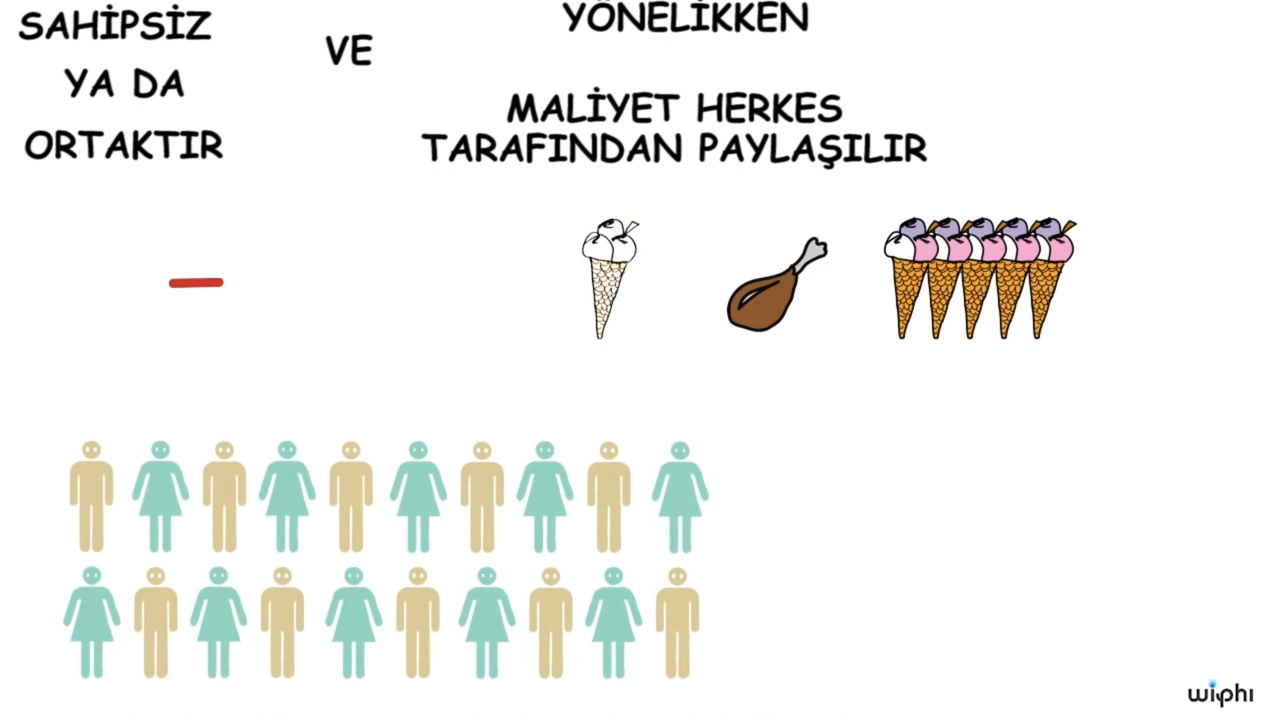 SAHİPSİZ
YA DA
ORTAKTIR
VE
YÖNELİKKEN
MALİYET HERKES
TARAFINDAN PAYLAŞILIR
wiphi